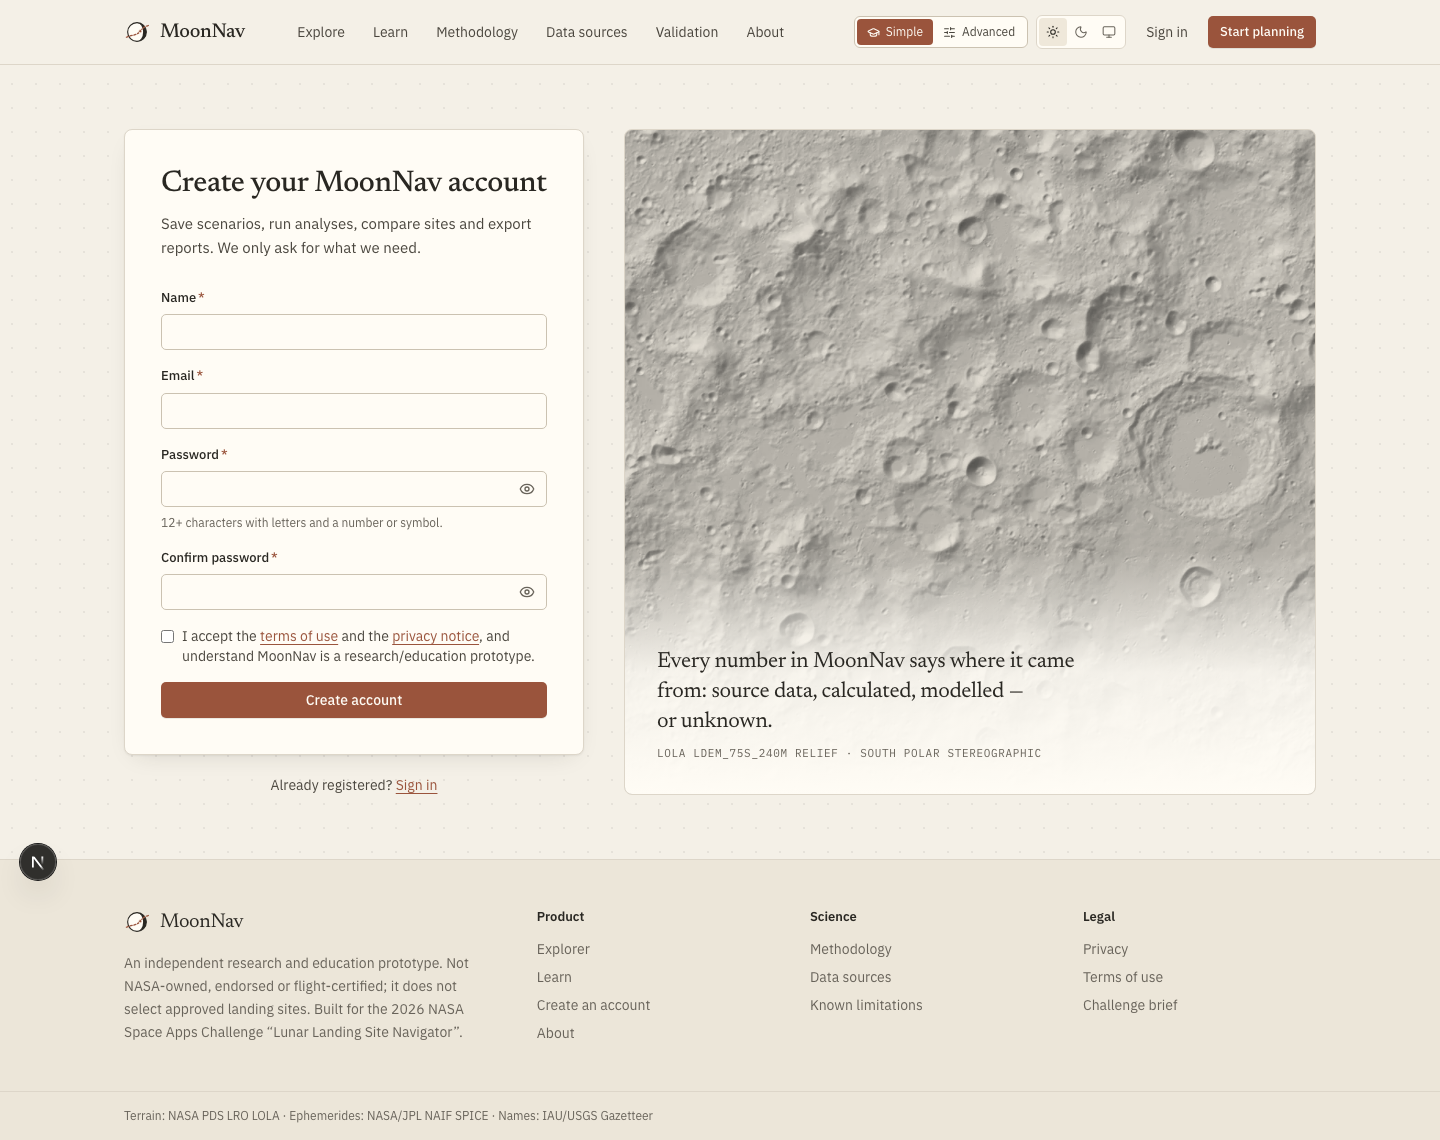 MoonNav
Explore
Learn
Methodology
Data sources
Validation
About
Simple
Advanced
Sign in
Start planning
Create your MoonNav account
Save scenarios, run analyses, compare sites and export
reports. We only ask for what we need.
Name *
Email *
Password *
12+ characters with letters and a number or symbol.
Confirm password *
I accept the terms of use and the privacy notice, and
understand MoonNav is a research/education prototype.
Create account
Already registered? Sign in
Every number in MoonNav says where it came
from: source data, calculated, modelled —
or unknown.
LOLA LDEM_75S_240M RELIEF · SOUTH POLAR STEREOGRAPHIC
N
MoonNav
An independent research and education prototype. Not
NASA-owned, endorsed or flight-certified; it does not
select approved landing sites. Built for the 2026 NASA
Space Apps Challenge “Lunar Landing Site Navigator”.
Product
Explorer
Learn
Create an account
About
Science
Methodology
Data sources
Known limitations
Legal
Privacy
Terms of use
Challenge brief
Terrain: NASA PDS LRO LOLA · Ephemerides: NASA/JPL NAIF SPICE · Names: IAU/USGS Gazetteer